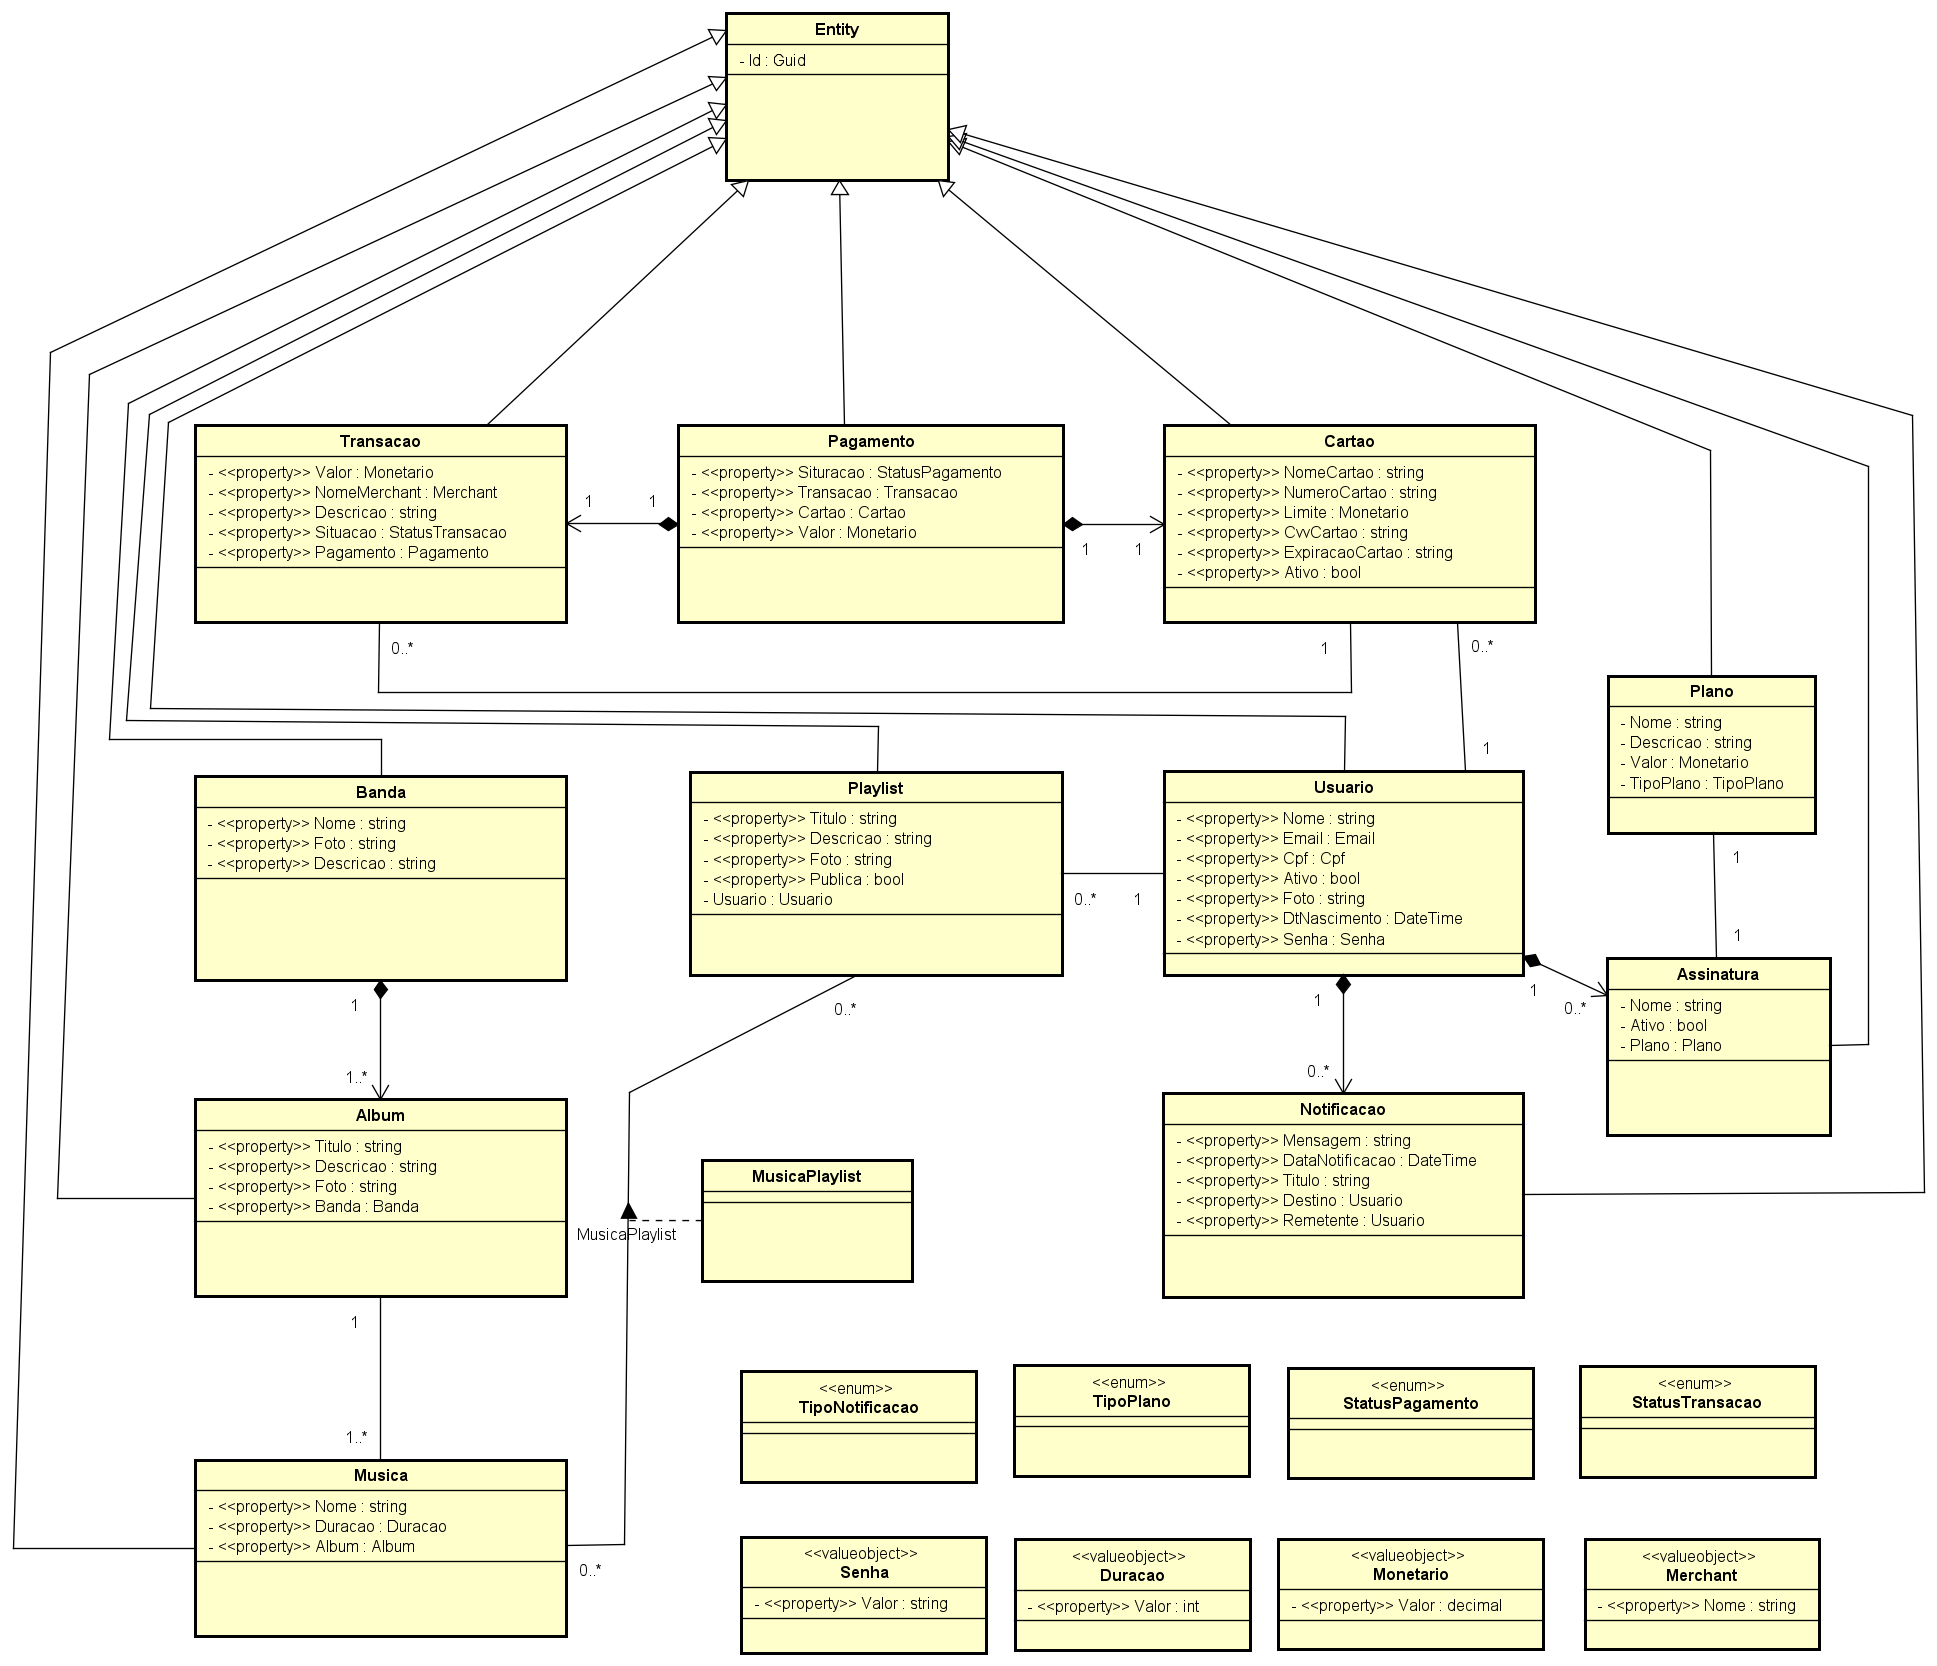 Entity
- Id : Guid
Transacao
- <<property>> Valor : Monetario
- <<property>> NomeMerchant : Merchant
- <<property>> Descricao : string
- <<property>> Situacao : StatusTransacao
- <<property>> Pagamento : Pagamento
1
1
Pagamento
- <<property>> Situracao : StatusPagamento
- <<property>> Transacao : Transacao
- <<property>> Cartao : Cartao
- <<property>> Valor : Monetario
1
1
Cartao
- <<property>> NomeCartao : string
- <<property>> NumeroCartao : string
- <<property>> Limite : Monetario
- <<property>> CvvCartao : string
- <<property>> ExpiracaoCartao : string
- <<property>> Ativo : bool
0..*
1
0..*
1
Plano
- Nome : string
- Descricao : string
- Valor : Monetario
- TipoPlano : TipoPlano
1
1
Banda
- <<property>> Nome : string
- <<property>> Foto : string
- <<property>> Descricao : string
Playlist
- <<property>> Titulo : string
- <<property>> Descricao : string
- <<property>> Foto : string
- <<property>> Publica : bool
- Usuario : Usuario
0..*
1
Usuario
- <<property>> Nome : string
- <<property>> Email : Email
- <<property>> Cpf : Cpf
- <<property>> Ativo : bool
- <<property>> Foto : string
- <<property>> DtNascimento : DateTime
- <<property>> Senha : Senha
1
0..*
Assinatura
- Nome : string
- Ativo : bool
- Plano : Plano
1
1..*
0..*
1
0..*
Album
- <<property>> Titulo : string
- <<property>> Descricao : string
- <<property>> Foto : string
- <<property>> Banda : Banda
MusicaPlaylist
MusicaPlaylist
Notificacao
- <<property>> Mensagem : string
- <<property>> DataNotificacao : DateTime
- <<property>> Titulo : string
- <<property>> Destino : Usuario
- <<property>> Remetente : Usuario
1
1..*
Musica
- <<property>> Nome : string
- <<property>> Duracao : Duracao
- <<property>> Album : Album
0..*
<<enum>>
TipoNotificacao
<<enum>>
TipoPlano
<<enum>>
StatusPagamento
<<enum>>
StatusTransacao
<<valueobject>>
Senha
- <<property>> Valor : string
<<valueobject>>
Duracao
- <<property>> Valor : int
<<valueobject>>
Monetario
- <<property>> Valor : decimal
<<valueobject>>
Merchant
- <<property>> Nome : string